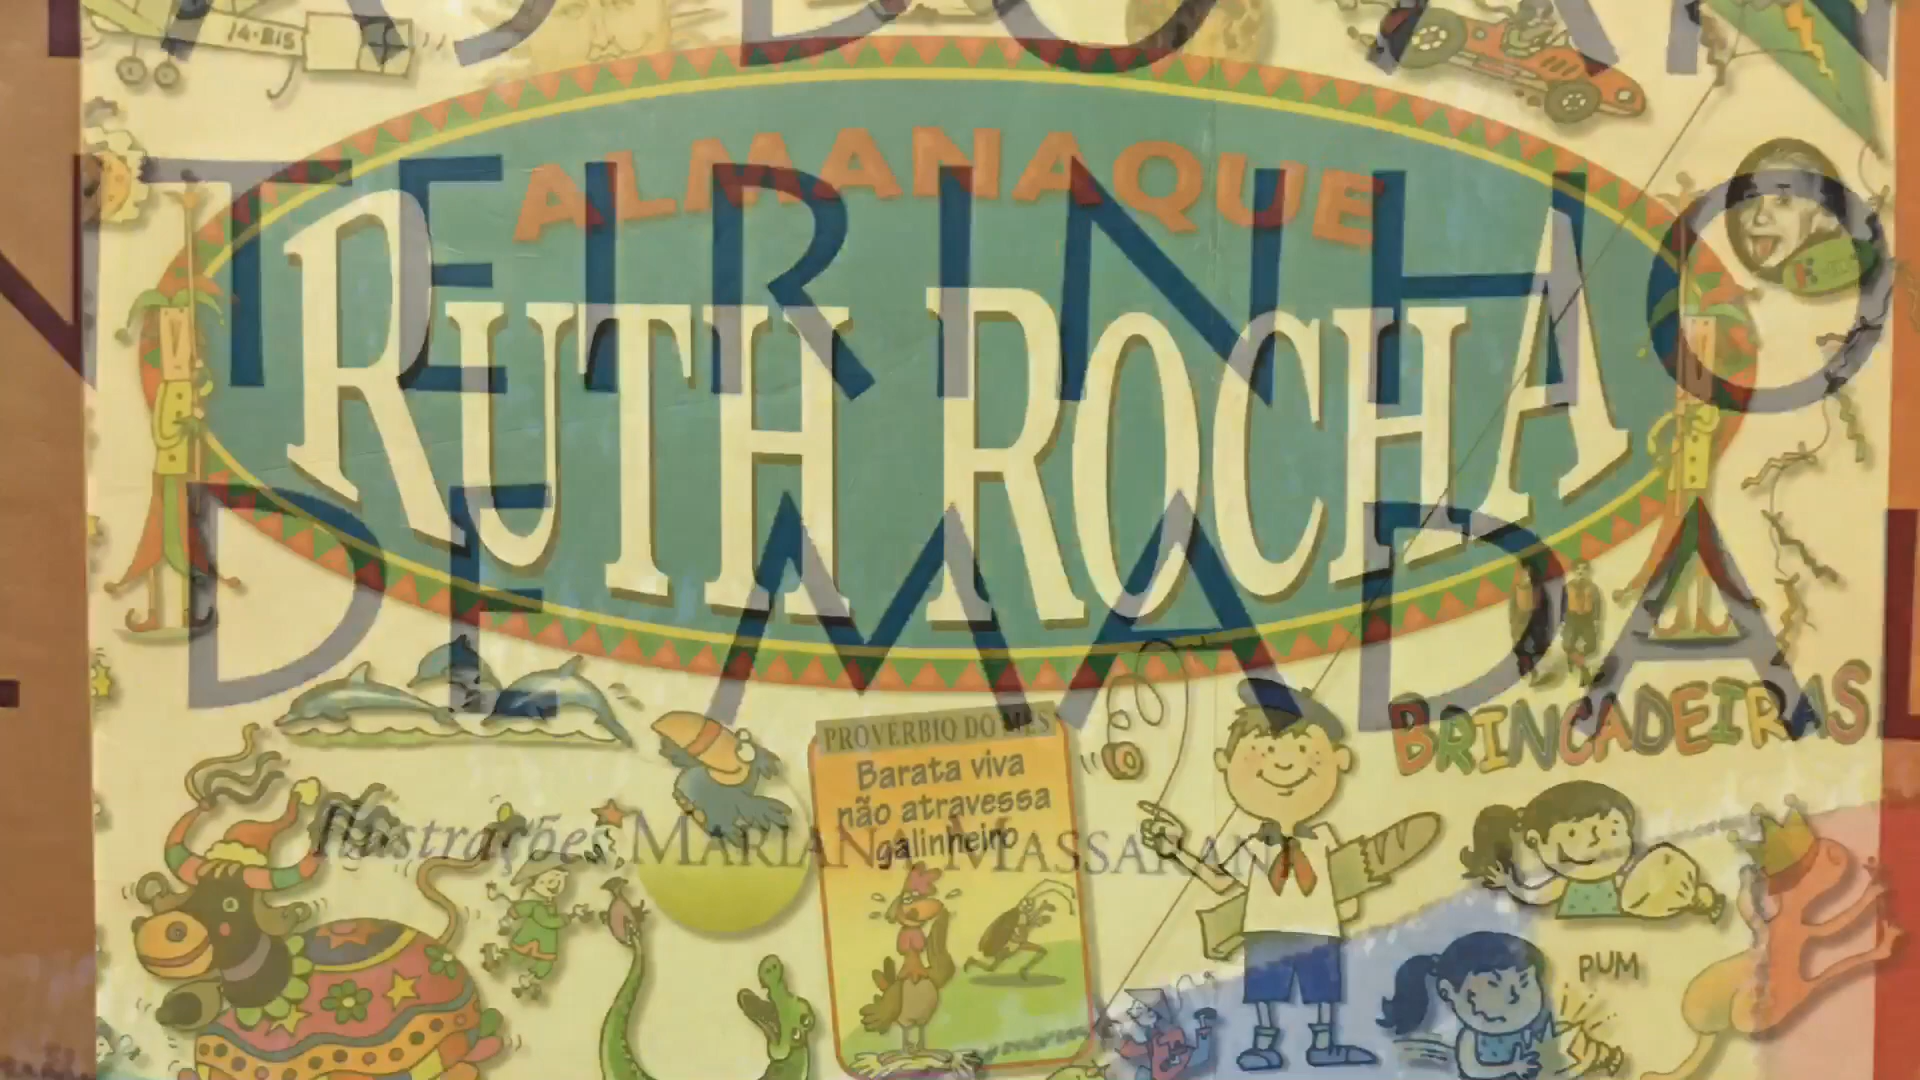 14-BIS
ALMANAQUE
RUTH ROCHA
TEIRINHO
DE MADA
BRINCADEIRAS
PROVÉRBIO DO MÊS
Barata viva
não atravessa
galinheiro
Ilustrações MARIANA MASSARANI
PUM